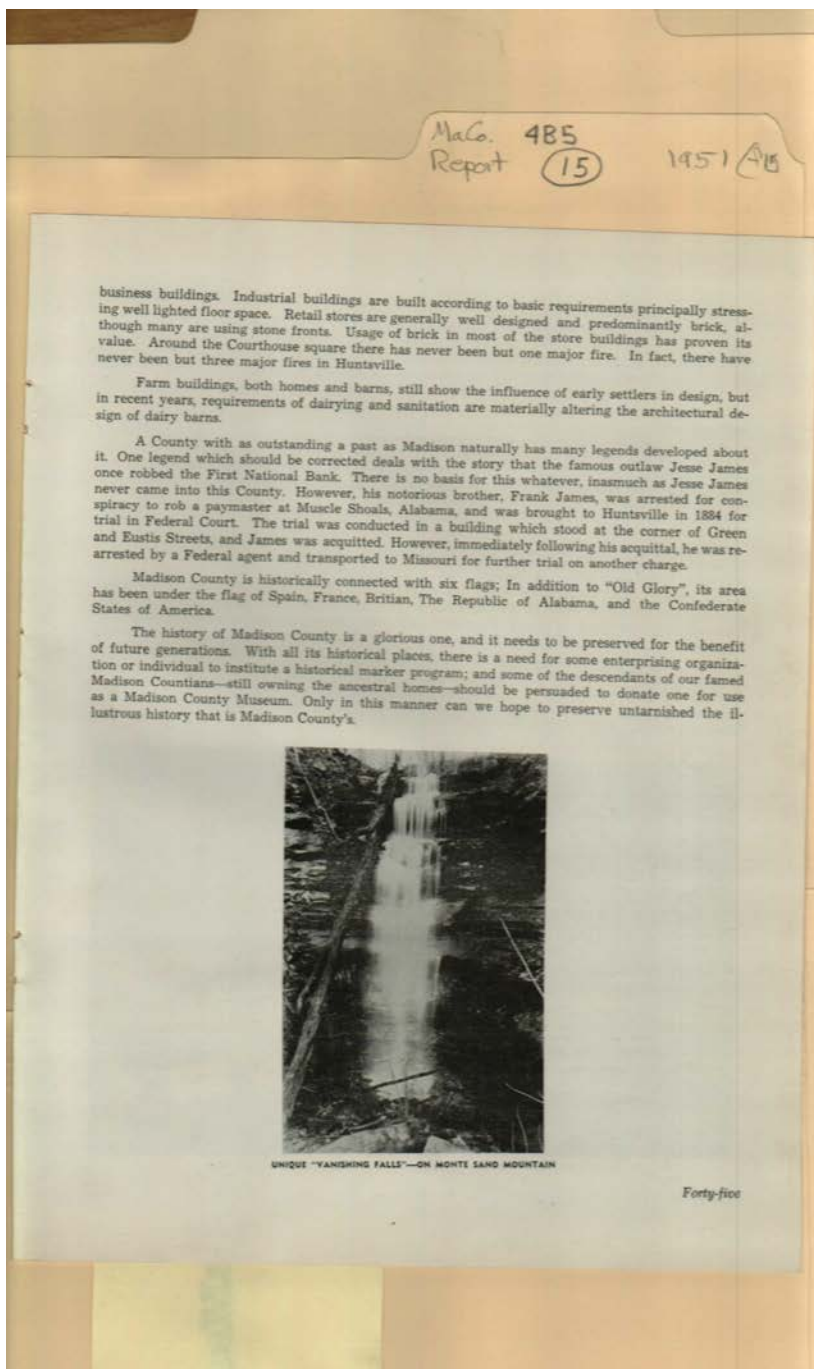 MaCo. 4B5
Report (15) 1951
business buildings. Industrial buildings are built according to basic requirements principally stress-
ing well lighted floor space. Retail stores are generally well designed and predominantly brick, al-
though many are using stone fronts. Usage of brick in most of the store buildings has proven its
value. Around the Courthouse square there has never been but one major fire. In fact, there have
never been but three major fires in Huntsville.
Farm buildings, both homes and barns, still show the influence of early settlers in design, but
in recent years, requirements of dairying and sanitation are materially altering the architectural de-
sign of dairy barns.
A County with as outstanding a past as Madison naturally has many legends developed about
it. One legend which should be corrected deals with the story that the famous outlaw Jesse James
once robbed the First National Bank. There is no basis for this whatever, inasmuch as Jesse James
never came into this County. However, his notorious brother, Frank James, was arrested for con-
spiracy to rob a paymaster at Muscle Shoals, Alabama, and was brought to Huntsville in 1884 for
trial in Federal Court. The trial was conducted in a building which stood at the corner of Green
and Eustis Streets, and James was acquitted. However, immediately following his acquittal, he was re-
arrested by a Federal agent and transported to Missouri for further trial on another charge.
Madison County is historically connected with six flags; In addition to "Old Glory", its area
has been under the flag of Spain, France, Britian, The Republic of Alabama, and the Confederate
States of America.
The history of Madison County is a glorious one, and it needs to be preserved for the benefit
of future generations. With all its historical places, there is a need for some enterprising organiza-
tion or individual to institute a historical marker program; and some of the descendants of our famed
Madison Countians—still owning the ancestral homes—should be persuaded to donate one for use
as a Madison County Museum. Only in this manner can we hope to preserve untarnished the il-
lustrous history that is Madison County's.
UNIQUE "VANISHING FALLS"—ON MONTE SANO MOUNTAIN
Forty-five